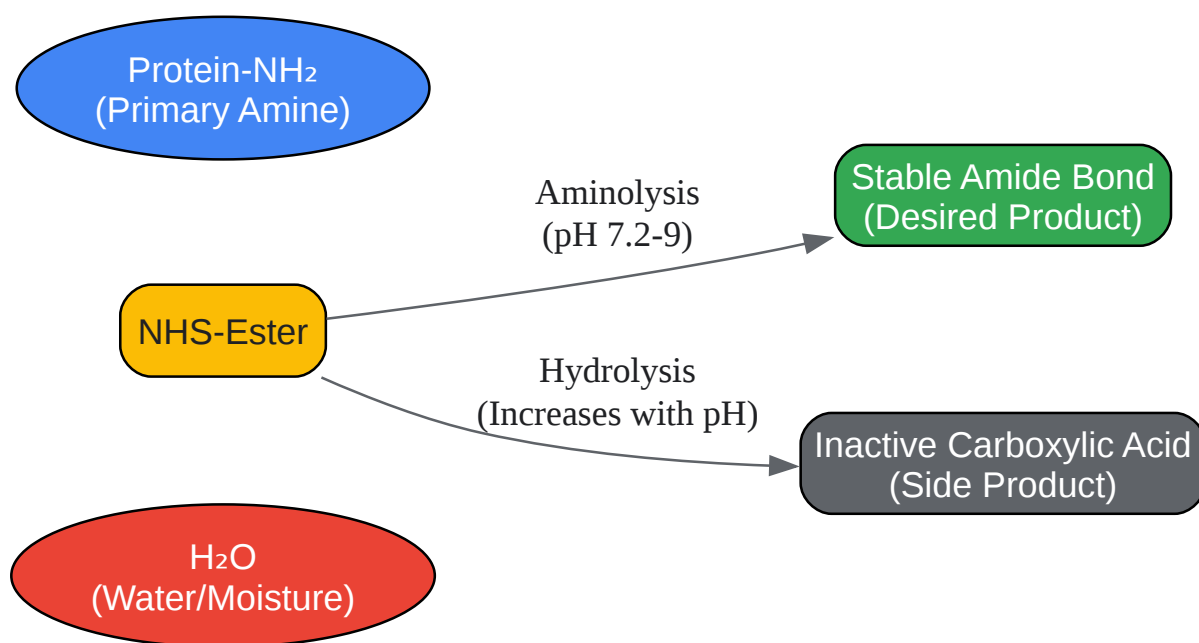 Protein-NH₂
(Primary Amine)
Aminolysis
(pH 7.2-9)
Stable Amide Bond
(Desired Product)
NHS-Ester
Hydrolysis
(Increases with pH)
Inactive Carboxylic Acid
(Side Product)
H₂O
(Water/Moisture)